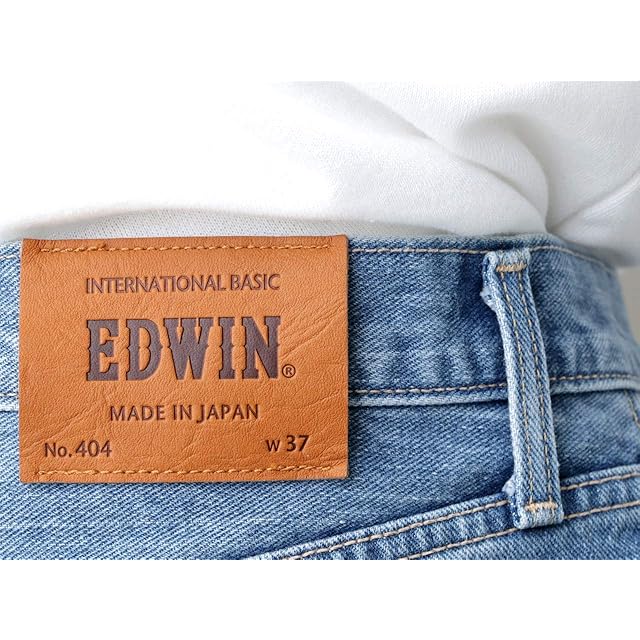 INTERNATIONAL BASIC
EDWIN®
MADE IN JAPAN
No. 404 W 37